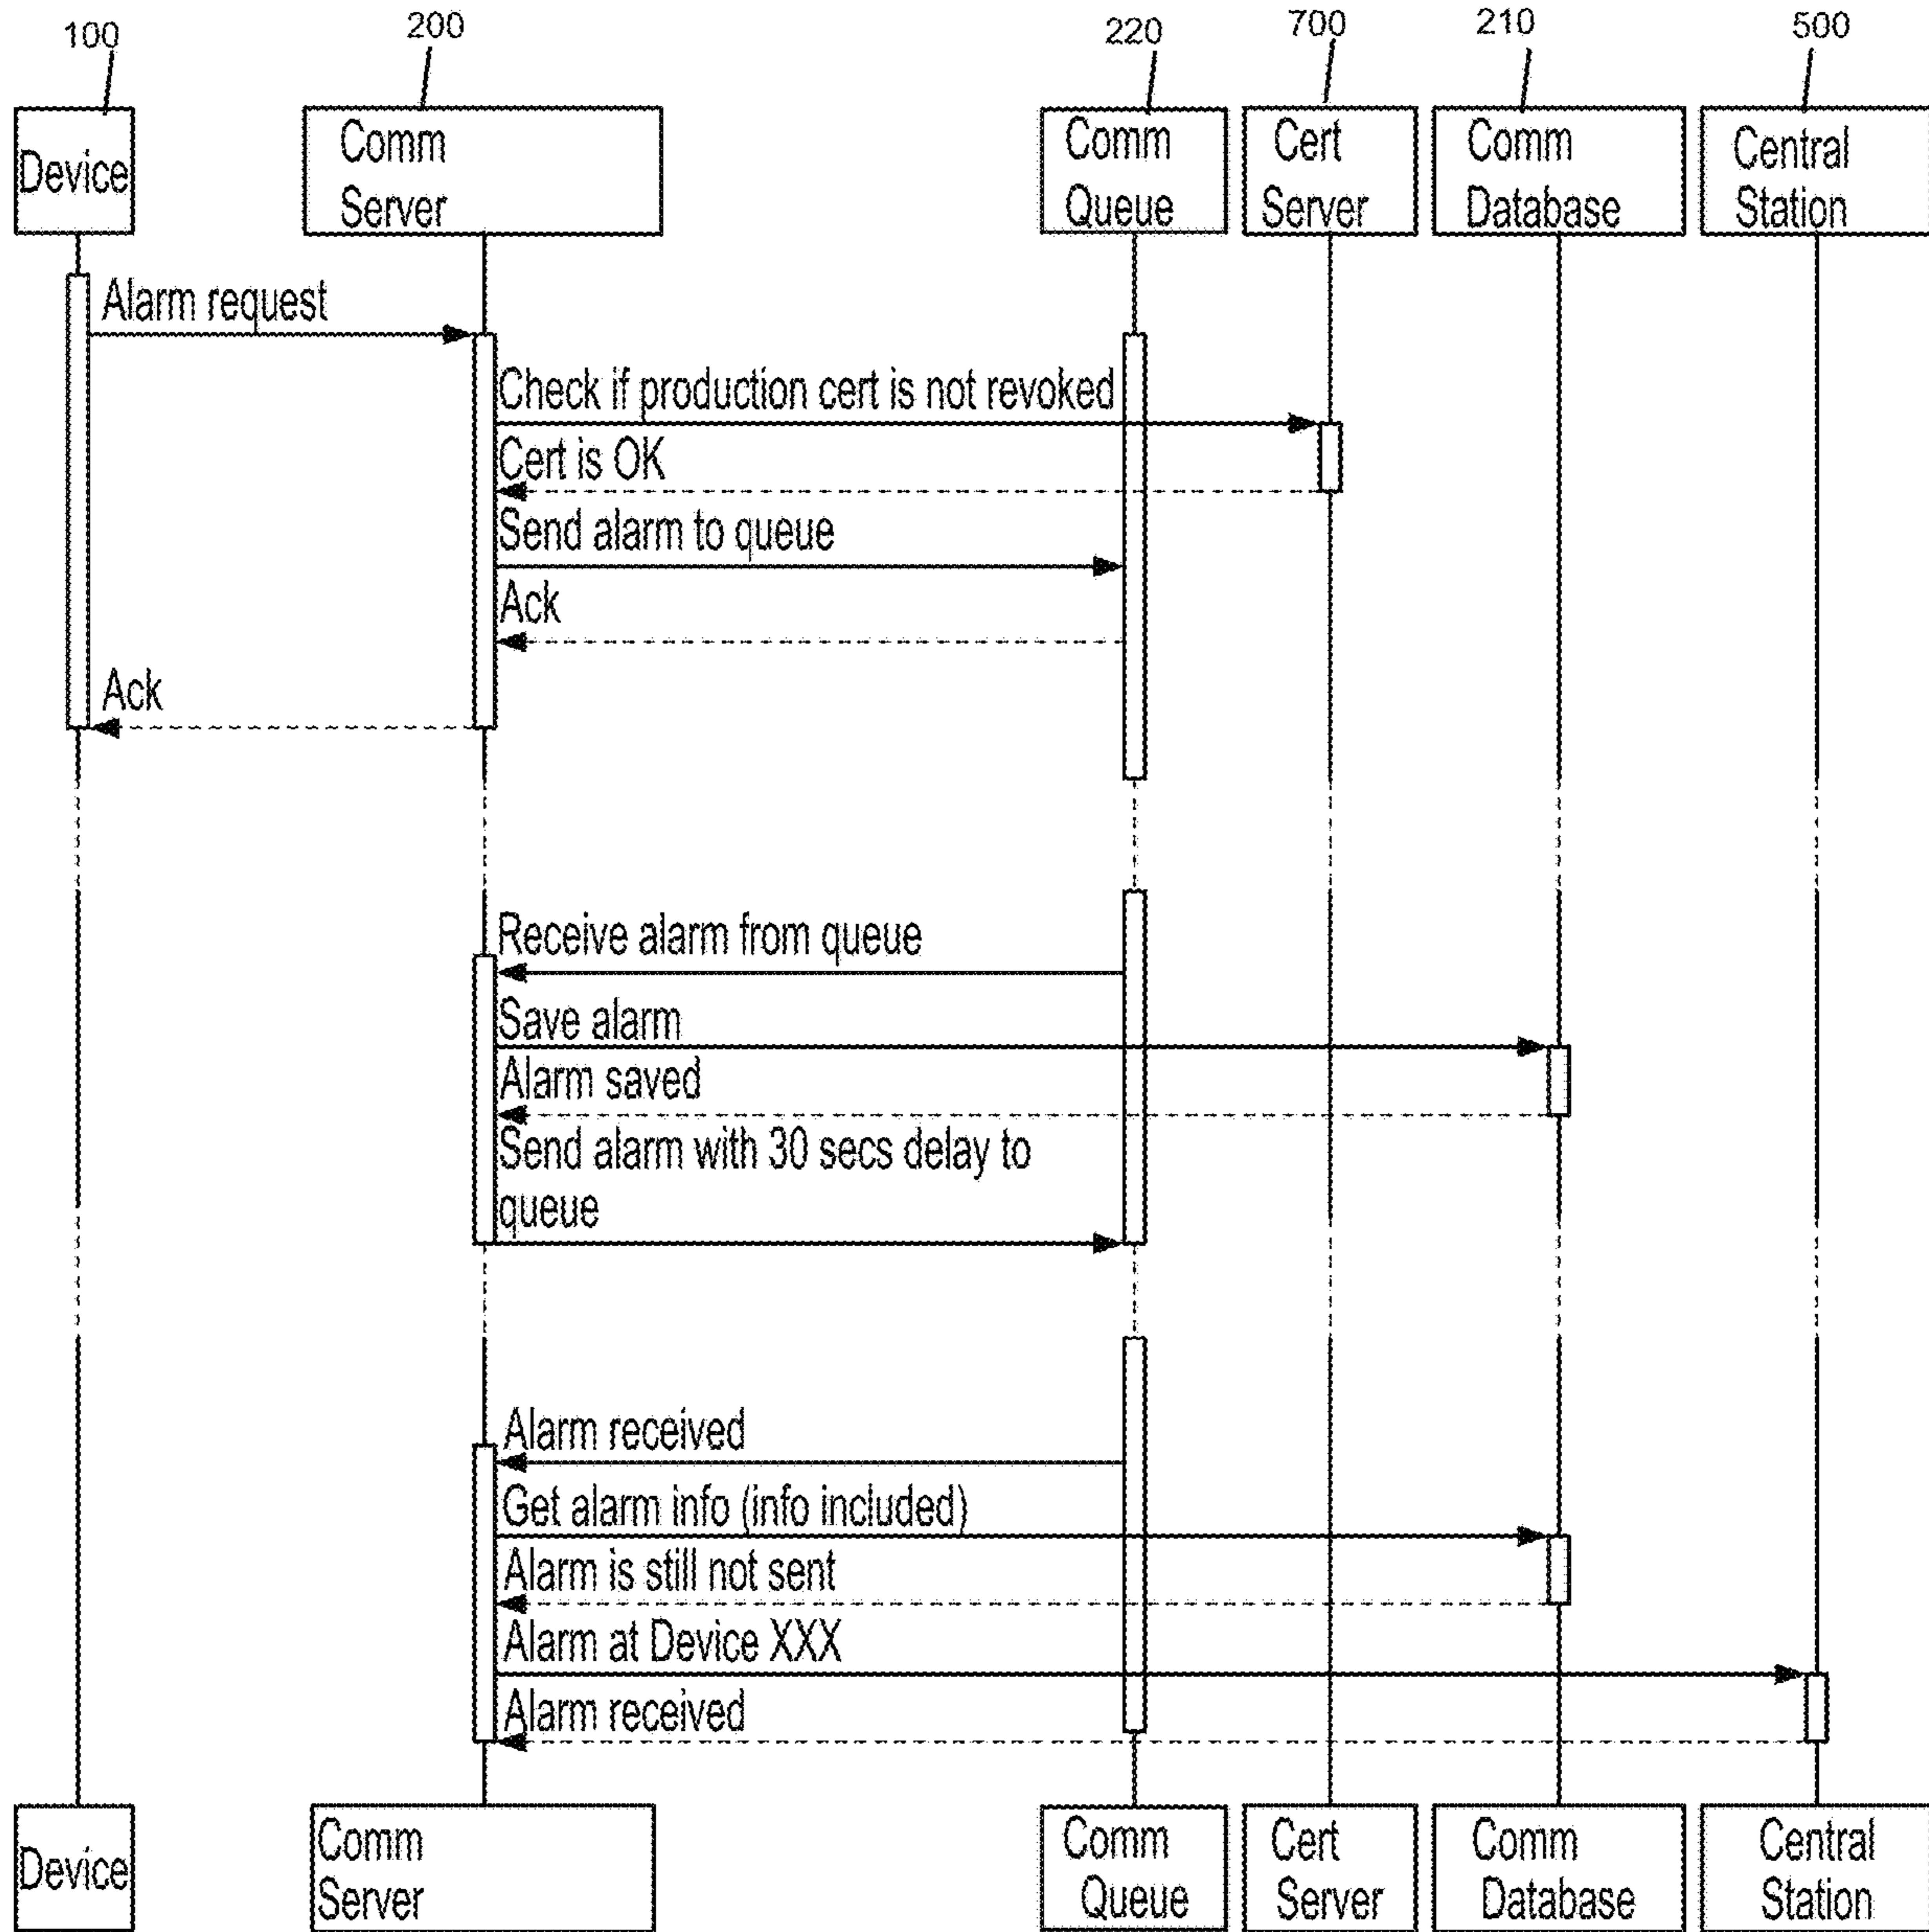 100
200
220
700
210
500
Device
Comm
Server
Comm
Queue
Cert
Server
Comm
Database
Central
Station
Alarm request
Check if production cert is not revoked
Cert is OK
Send alarm to queue
Ack
Ack
Receive alarm from queue
Save alarm
Alarm saved
Send alarm with 30 secs delay to
queue
Alarm received
Get alarm info (info included)
Alarm is still not sent
Alarm at Device XXX
Alarm received
Device
Comm
Server
Comm
Queue
Cert
Server
Comm
Database
Central
Station